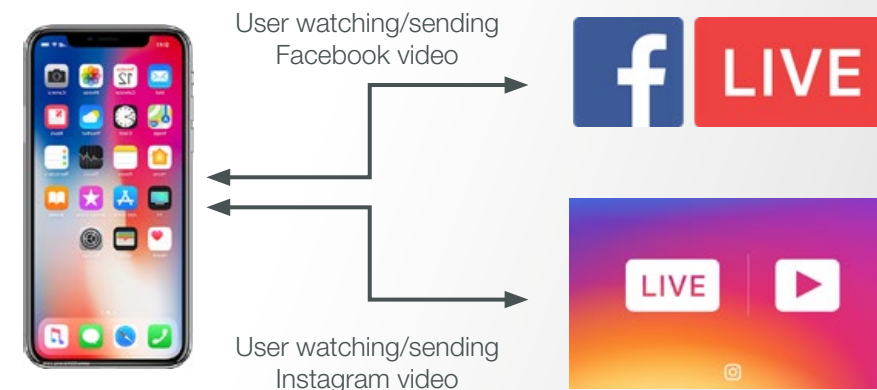 User watching/sending
Facebook video
f LIVE
LIVE
User watching/sending
Instagram video